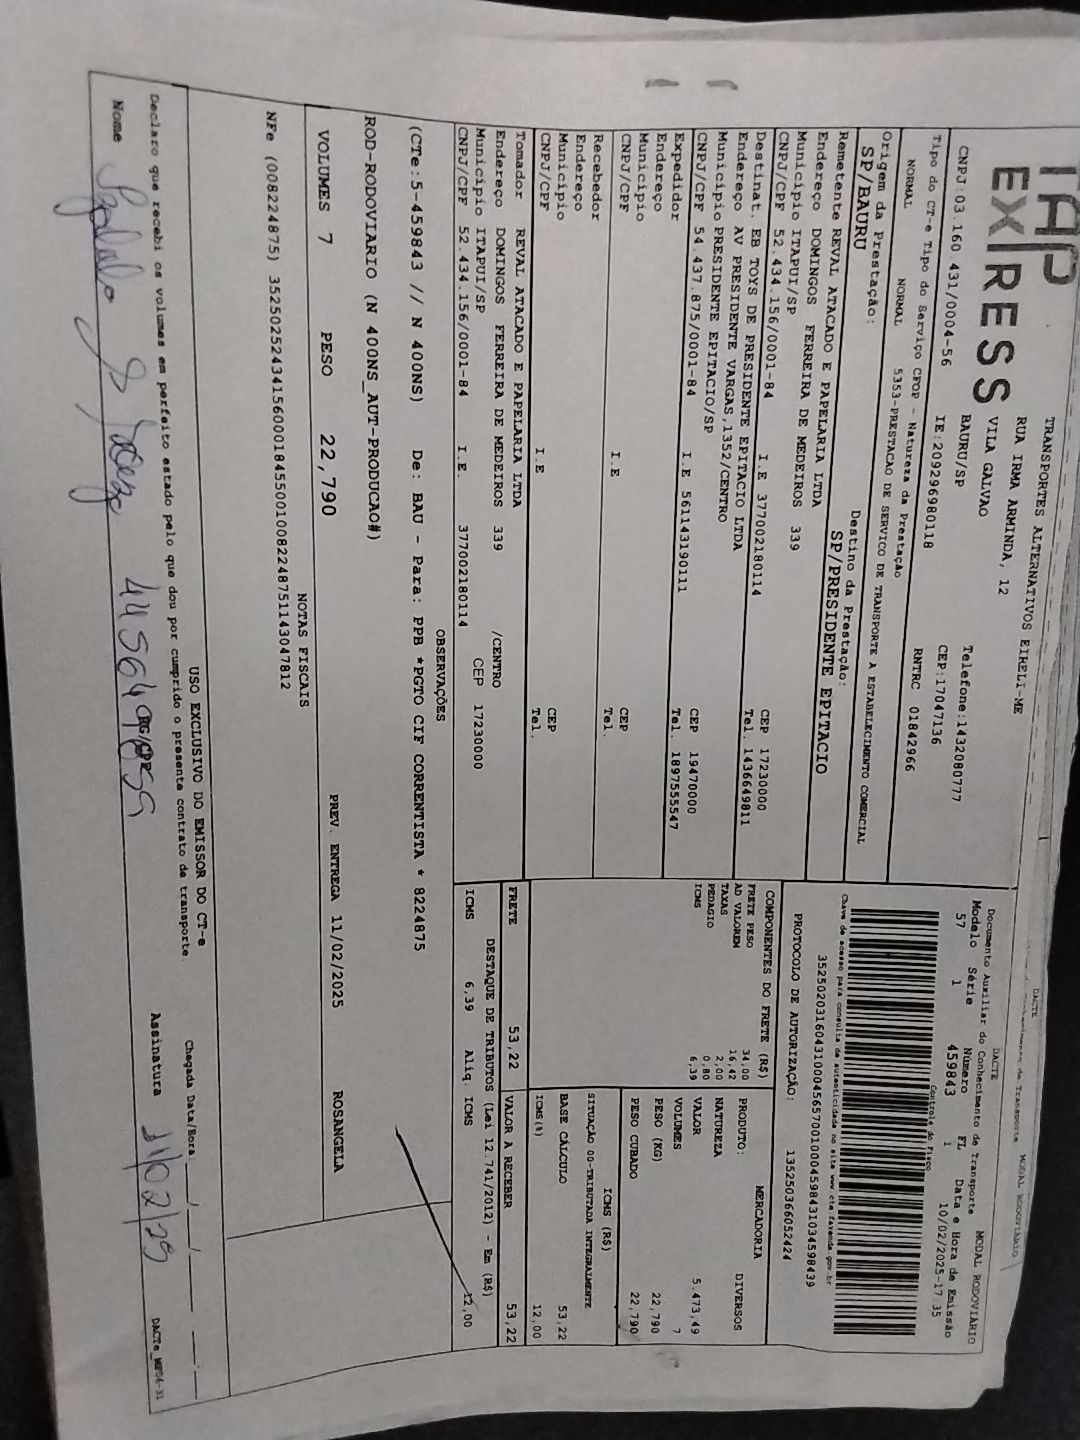 TAP
EX/RESS
TRANSPORTES ALTERNATIVOS EIRELI-ME
RUA IRMA ARMINDA, 12
VILA GALVAO
BAURU/SP
Telefone:1432080777
CNPJ:03.160 431/0004-56 IE:209296980118 CEP:17047136
Tipo do CT-e Tipo do Serviço CFOP - Natureza da Prestação RNTRC 01842966
NORMAL NORMAL 5353-PRESTACAO DE SERVICO DE TRANSPORTE A ESTABELECIMENTO COMERCIAL
Origem da Prestação: Destino da Prestação:
SP/BAURU SP/PRESIDENTE EPITACIO
Remetente REVAL ATACADO E PAPELARIA LTDA
Endereço DOMINGOS FERREIRA DE MEDEIROS 339
Município ITAPUI/SP CEP 17230000
CNPJ/CPF 52.434.156/0001-84 I.E 377002180114 Tel. 1436649811
Destinat. EB TOYS DE PRESIDENTE EPITACIO LTDA
Endereço AV PRESIDENTE VARGAS,1352/CENTRO
Município PRESIDENTE EPITACIO/SP CEP 19470000
CNPJ/CPF 54.437.875/0001-84 I.E 561143190111 Tel. 1897555547
Expedidor
Endereço
Município CEP
CNPJ/CPF I.E Tel.
Recebedor
Endereço
Município CEP
CNPJ/CPF I.E Tel.
Tomador REVAL ATACADO E PAPELARIA LTDA
Endereço DOMINGOS FERREIRA DE MEDEIROS 339 /CENTRO
Município ITAPUI/SP CEP 17230000
CNPJ/CPF 52.434.156/0001-84 I.E. 377002180114
DACTE
Conhecimento de Transporte MODAL RODOVIÁRIO
DACTE
Documento Auxiliar do Conhecimento de Transporte MODAL RODOVIÁRIO
Modelo Série Número FL Data e Hora de Emissão
57 1 459843 1 10/02/2025-17:35
Controle do Fisco
Chave de acesso para consulta de autenticidade no site www.cte.fazenda.gov.br
35250203160431000456570010004598431034598439
PROTOCOLO DE AUTORIZAÇÃO: 135250366052424
COMPONENTES DO FRETE (R$)
FRETE PESO 34,00
AD VALOREM 16,42
TAXAS 2,00
PEDAGIO 0,80
ICMS 6,39
MERCADORIA
PRODUTO: DIVERSOS
NATUREZA
VALOR 5.473,49
VOLUMES 7
PESO (KG) 22,790
PESO CUBADO 22,790
ICMS (R$)
SITUAÇÃO 00-TRIBUTADA INTEGRALMENTE
BASE CÁLCULO 53,22
ICMS(%) 12,00
FRETE 53,22 VALOR A RECEBER 53,22
DESTAQUE DE TRIBUTOS (Lei 12.741/2012) - Em (R$)
ICMS 6,39 Aliq. ICMS 12,00
OBSERVAÇÕES
(CTe:5-459843 // N 400NS) De: BAU - Para: PPB *PGTO CIF CORRENTISTA * 8224875
ROD-RODOVIARIO (N 400NS_AUT-PRODUCAO#)
VOLUMES 7 PESO 22,790 PREV. ENTREGA 11/02/2025 ROSANGELA
NOTAS FISCAIS
NFe (008224875) 35250252434156000184550010082248751143047812
USO EXCLUSIVO DO EMISSOR DO CT-e
Chegada Data/Hora __/__/____ __:__
Declaro que recebi os volumes em perfeito estado pelo que dou por cumprido o presente contrato de transporte.
Nome Assinatura 11/02/25
DACTe_MP04-31